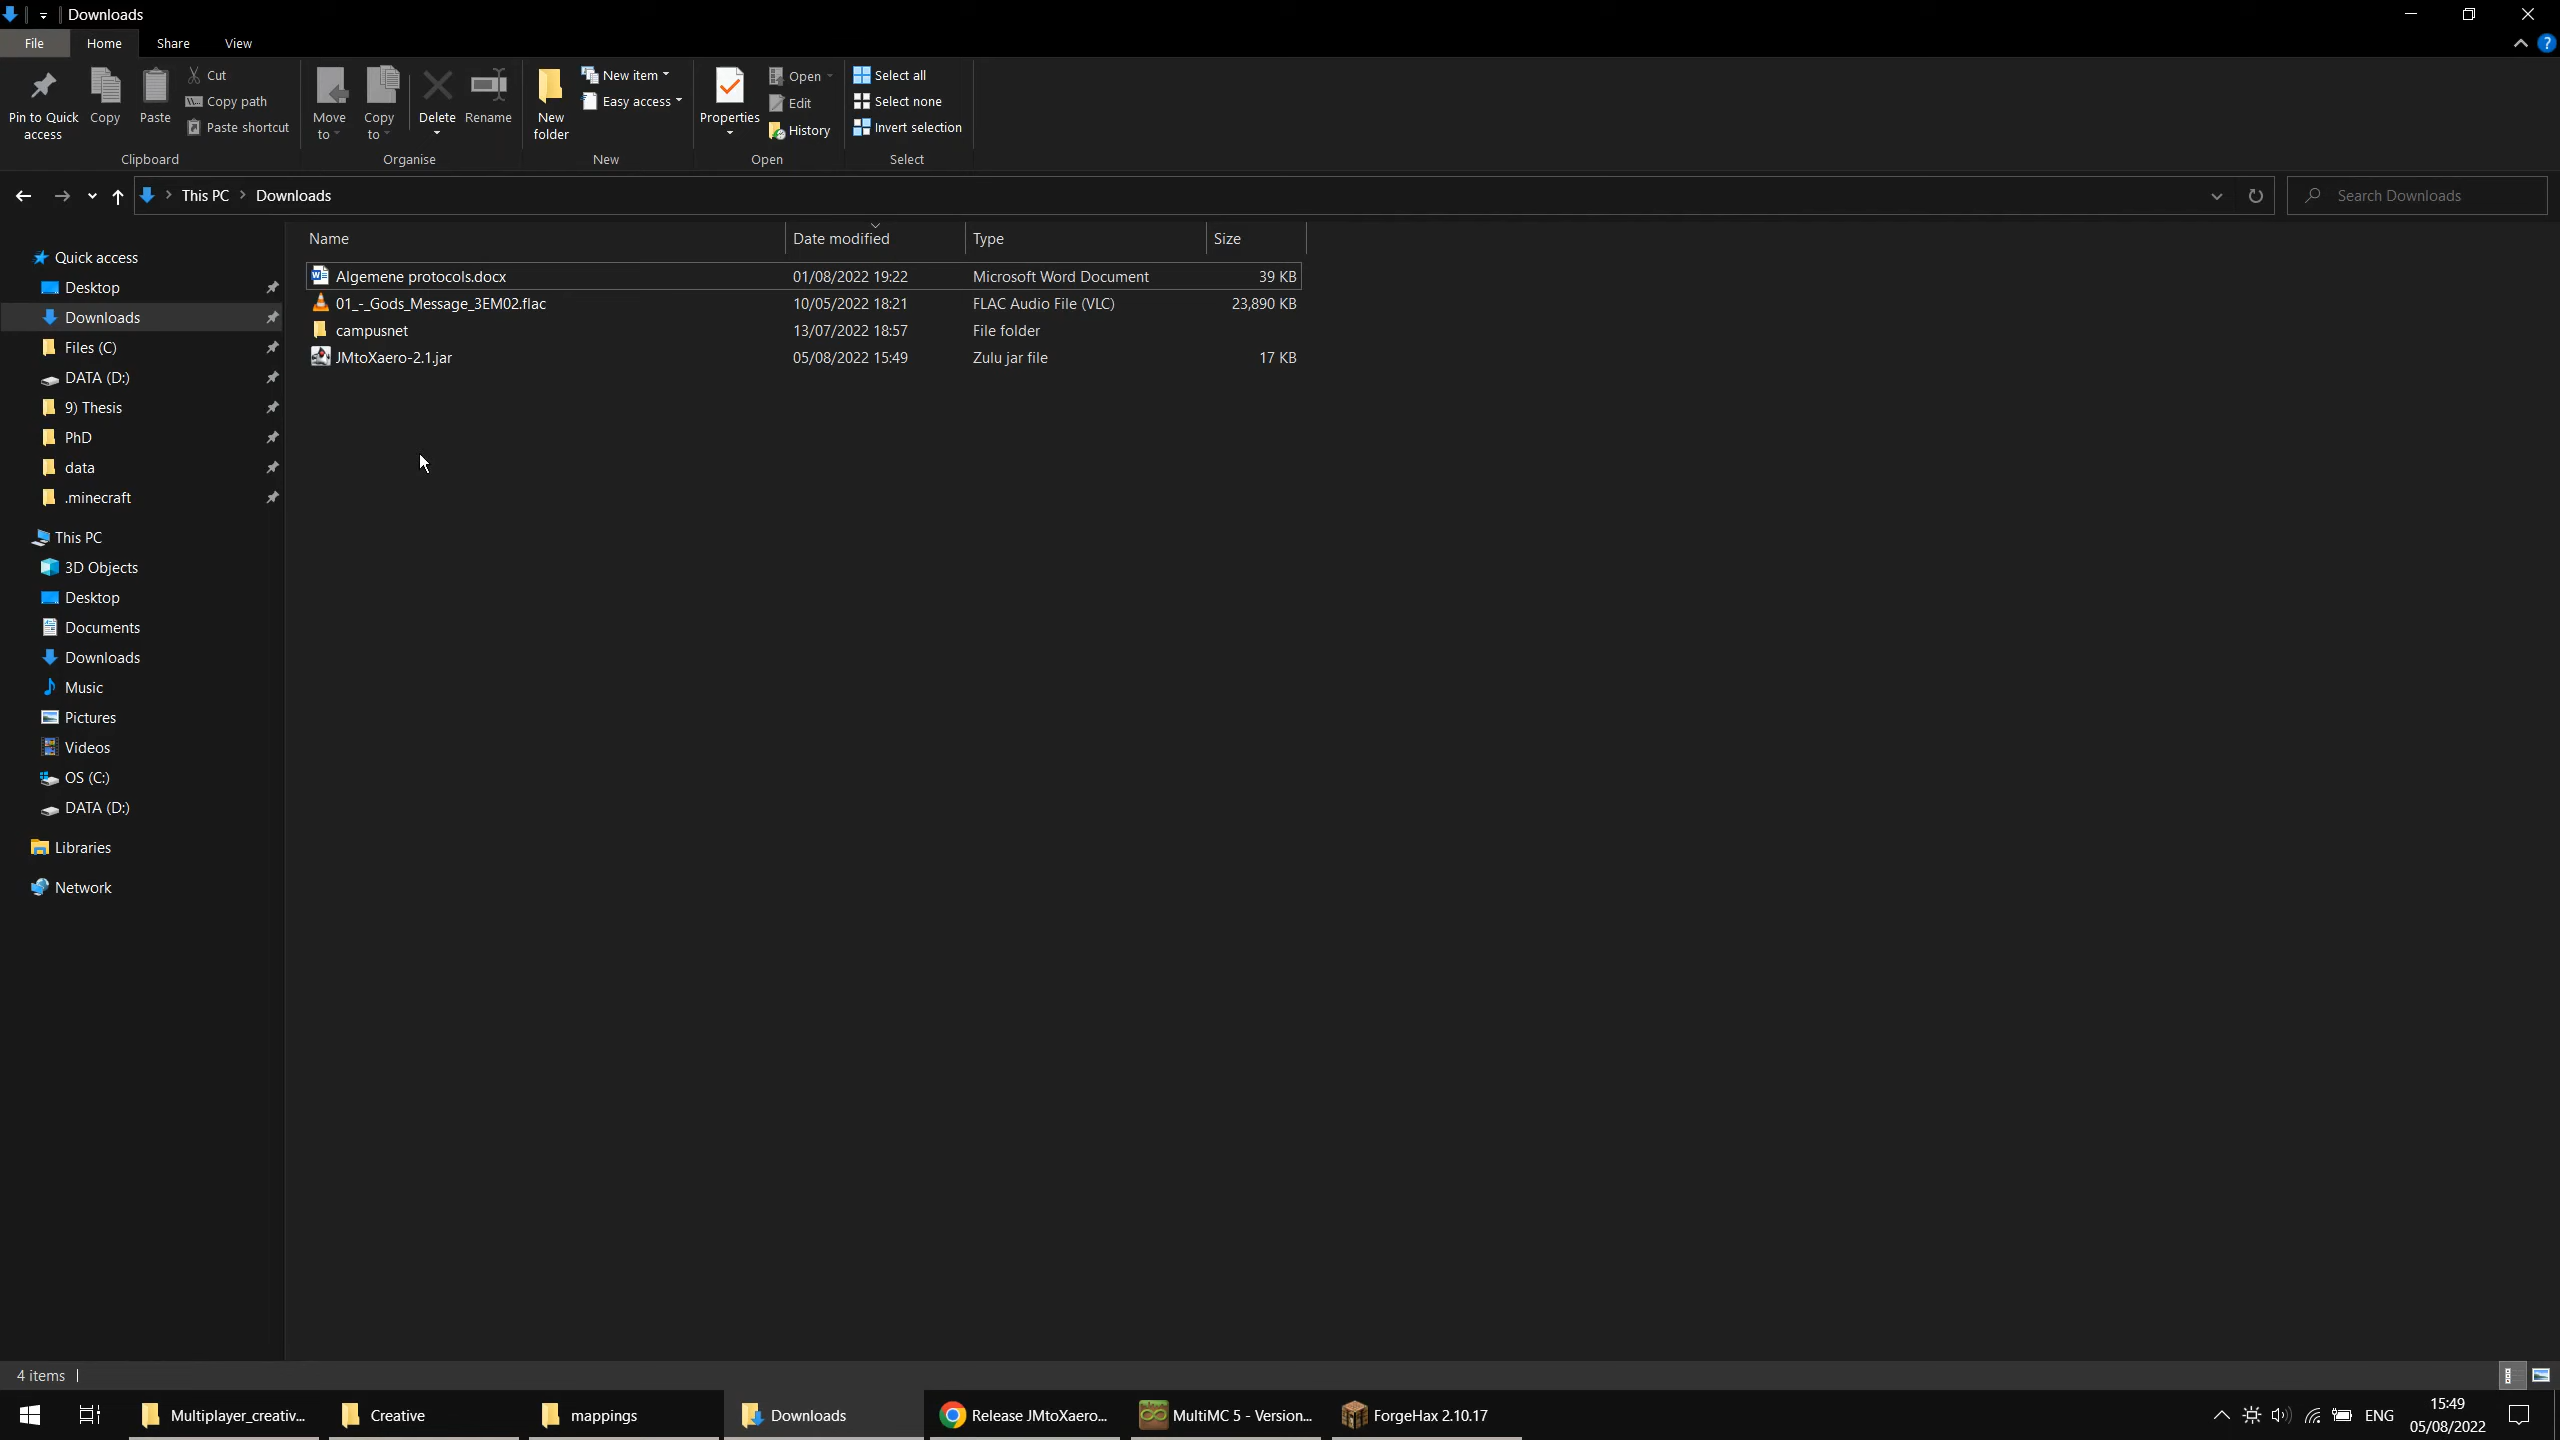 Downloads
File Home Share View
Pin to Quick access
Copy
Paste
Cut
Copy path
Paste shortcut
Clipboard
Move to
Copy to
Delete
Rename
Organise
New folder
New item
Easy access
New
Properties
Open
Edit
History
Open
Select all
Select none
Invert selection
Select
This PC > Downloads
Search Downloads
Name Date modified Type Size
Algemene protocols.docx 01/08/2022 19:22 Microsoft Word Document 39 KB
01_-_Gods_Message_3EM02.flac 10/05/2022 18:21 FLAC Audio File (VLC) 23,890 KB
campusnet 13/07/2022 18:57 File folder
JMtoXaero-2.1.jar 05/08/2022 15:49 Zulu jar file 17 KB
Quick access
Desktop
Downloads
Files (C)
DATA (D:)
9) Thesis
PhD
data
.minecraft
This PC
3D Objects
Desktop
Documents
Downloads
Music
Pictures
Videos
OS (C:)
DATA (D:)
Libraries
Network
4 items
Multiplayer_creativ...
Creative
mappings
Downloads
Release JMtoXaero...
MultiMC 5 - Version...
ForgeHax 2.10.17
ENG
15:49
05/08/2022